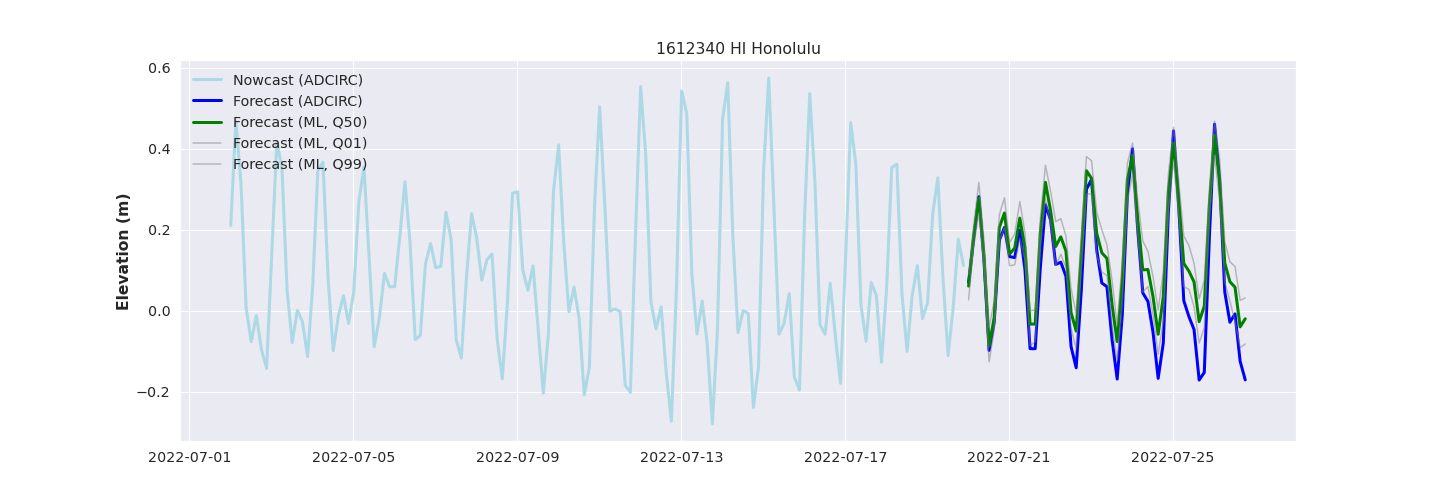 1612340 HI Honolulu
0.6
0.4
0.2
0.0
−0.2
Elevation (m)
Nowcast (ADCIRC)
Forecast (ADCIRC)
Forecast (ML, Q50)
Forecast (ML, Q01)
Forecast (ML, Q99)
2022-07-01 2022-07-05 2022-07-09 2022-07-13 2022-07-17 2022-07-21 2022-07-25